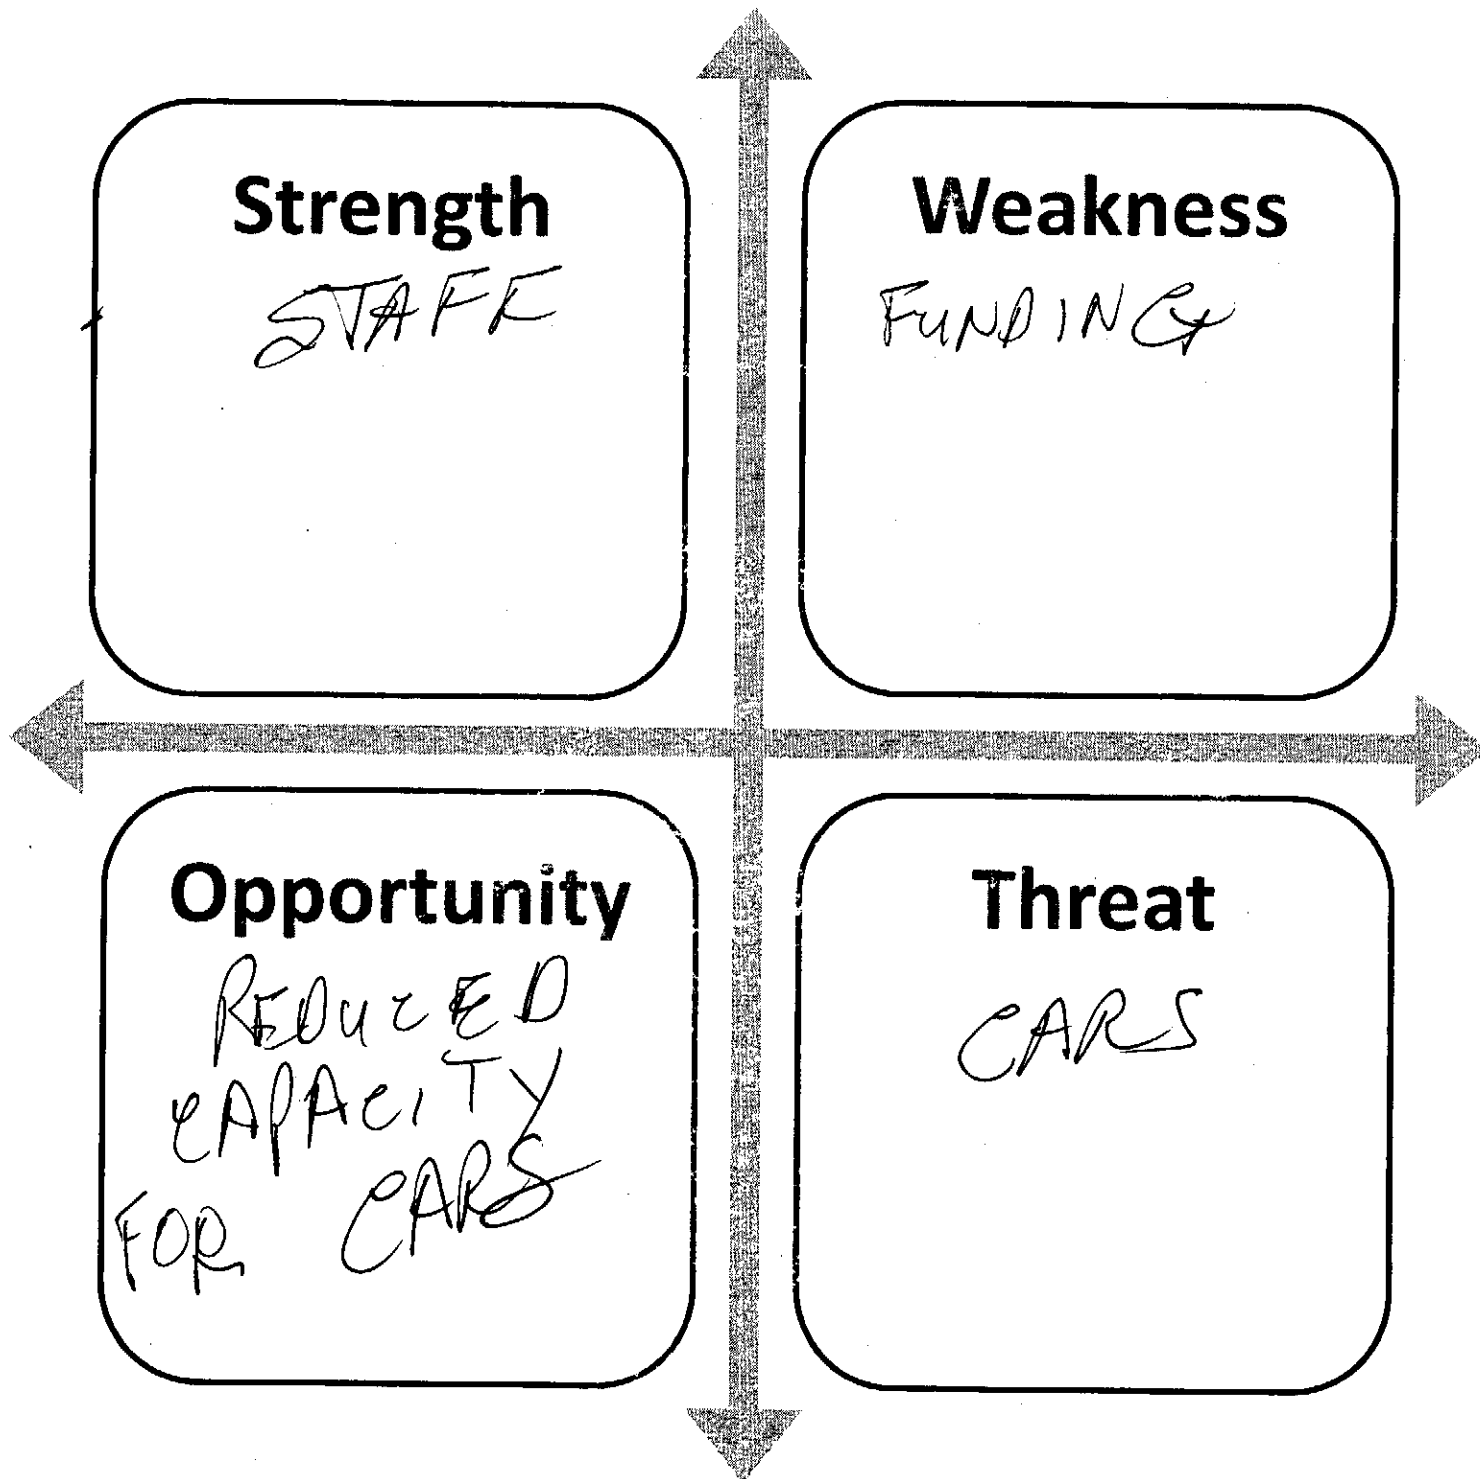 Strength
STAFF
Weakness
FUNDING
Opportunity
REDUCED
CAPACITY
FOR CARS
Threat
CARS